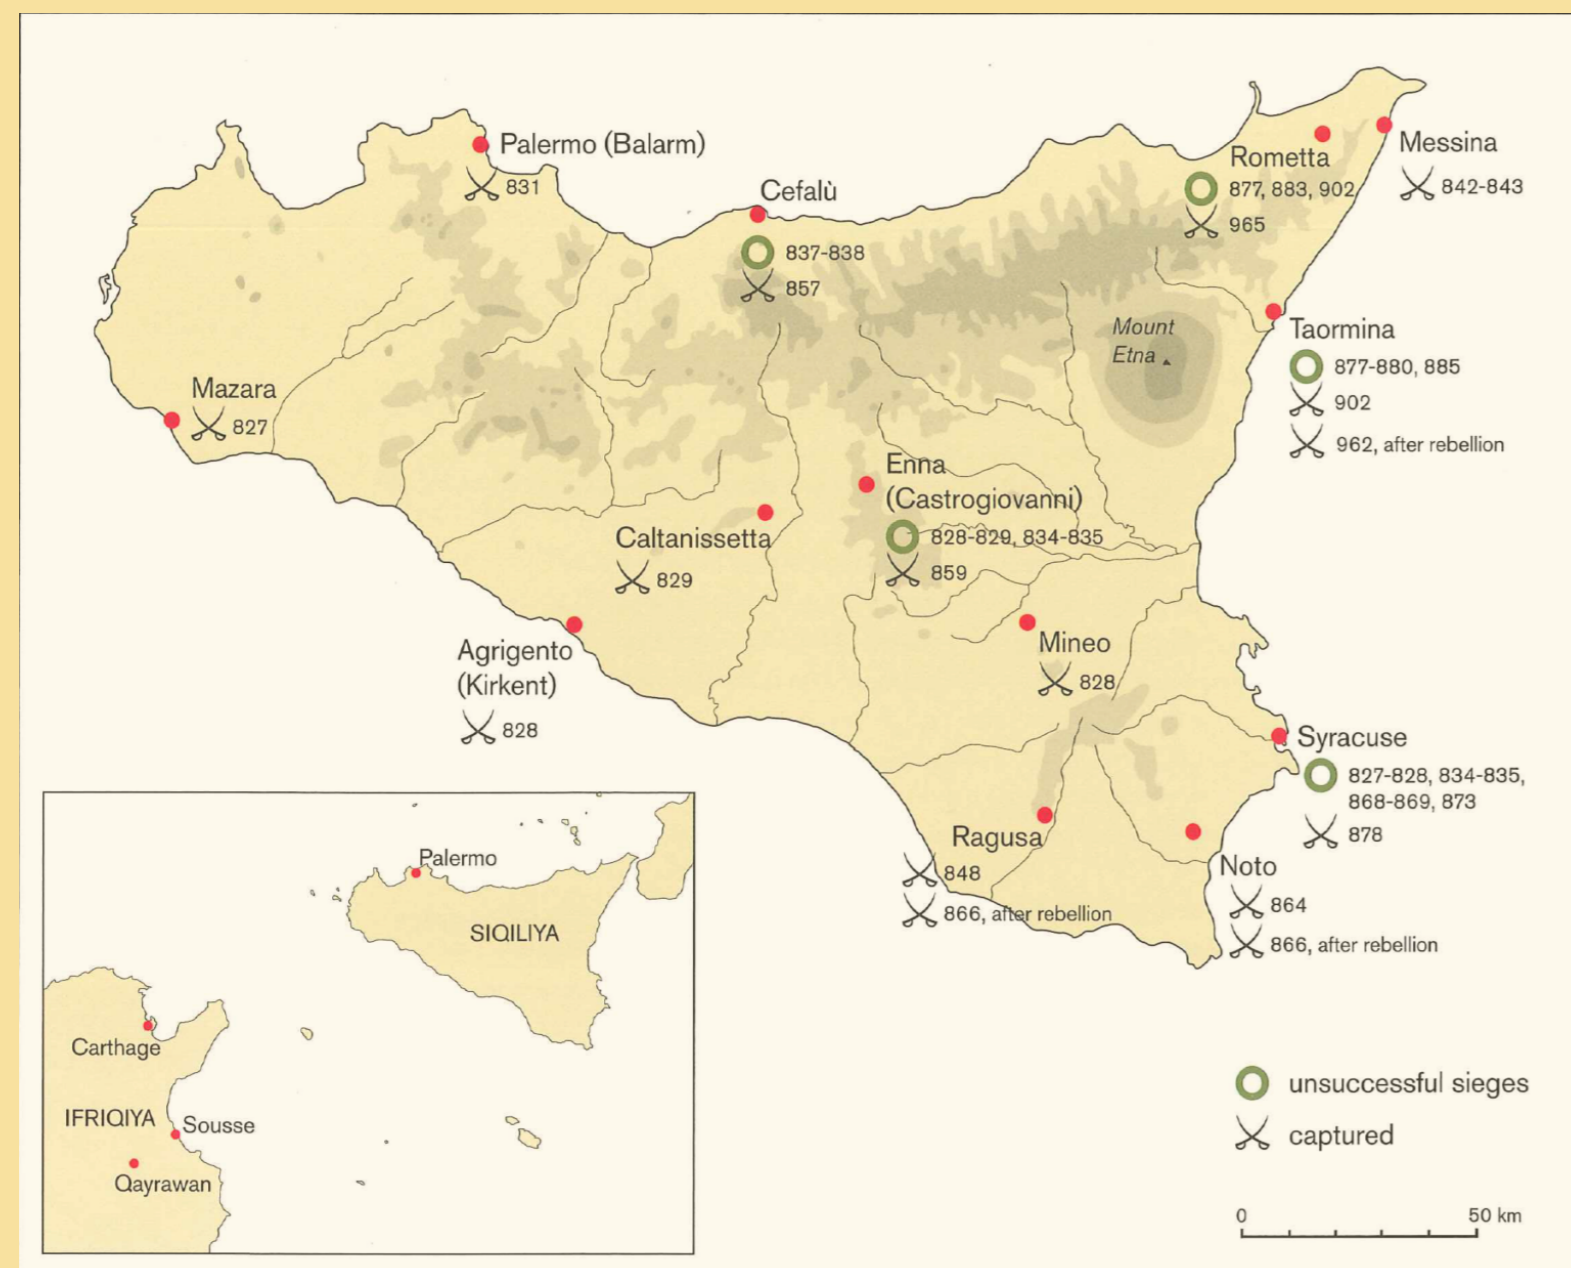 Palermo (Balarm)
831
Cefalù
837-838
857
Rometta
877, 883, 902
965
Messina
842-843
Mount
Etna
Taormina
877-880, 885
902
962, after rebellion
Mazara
827
Enna
(Castrogiovanni)
828-829, 834-835
859
Caltanissetta
829
Agrigento
(Kirkent)
828
Mineo
828
Syracuse
827-828, 834-835,
868-869, 873
878
Ragusa
848
866, after rebellion
Noto
864
866, after rebellion
Palermo
SIQILIYA
Carthage
IFRIQIYA
Sousse
Qayrawan
unsuccessful sieges
captured
0 50 km